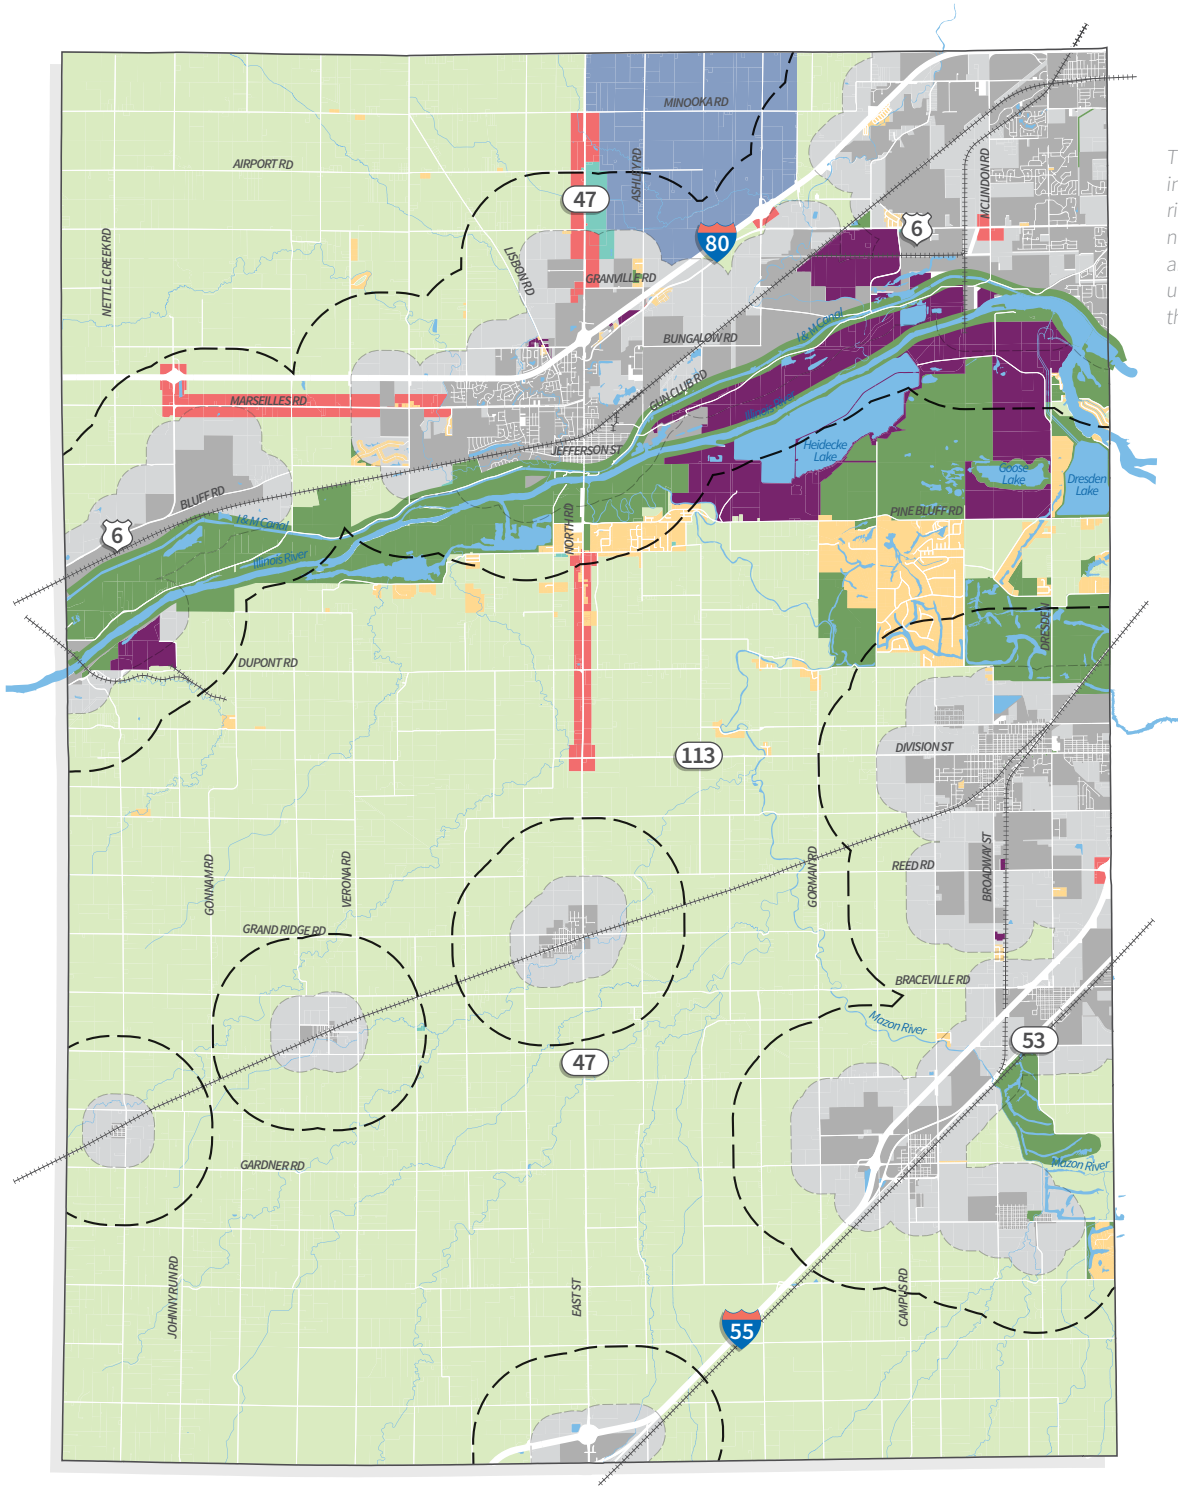 MINOOKA RD
AIRPORT RD
ASHLEY RD
MCLINDON RD
47
6
80
NETTLE CREEK RD
LISBON RD
GRANVILLE RD
I & M Canal
BUNGALOW RD
GUN CLUB RD
MARSEILLES RD
Illinois River
JEFFERSON ST
Heidecke
Lake
Goose
Lake
Dresden
Lake
BLUFF RD
I & M Canal
PINE BLUFF RD
6
NORTH RD
Illinois River
DRESDEN
DUPONT RD
113
DIVISION ST
GONNAM RD
VERONA RD
GORMAN RD
REED RD
BROADWAY ST
GRAND RIDGE RD
BRACEVILLE RD
Mazon River
53
47
GARDNER RD
Mazon River
JOHNNY RUN RD
EAST ST
CAMPUS RD
55